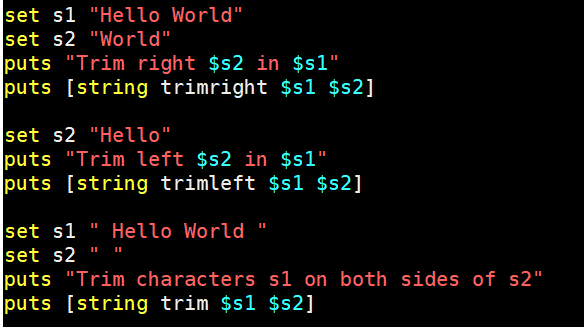 set s1 "Hello World"
set s2 "World"
puts "Trim right $s2 in $s1"
puts [string trimright $s1 $s2]
set s2 "Hello"
puts "Trim left $s2 in $s1"
puts [string trimleft $s1 $s2]
set s1 " Hello World "
set s2 " "
puts "Trim characters s1 on both sides of s2"
puts [string trim $s1 $s2]